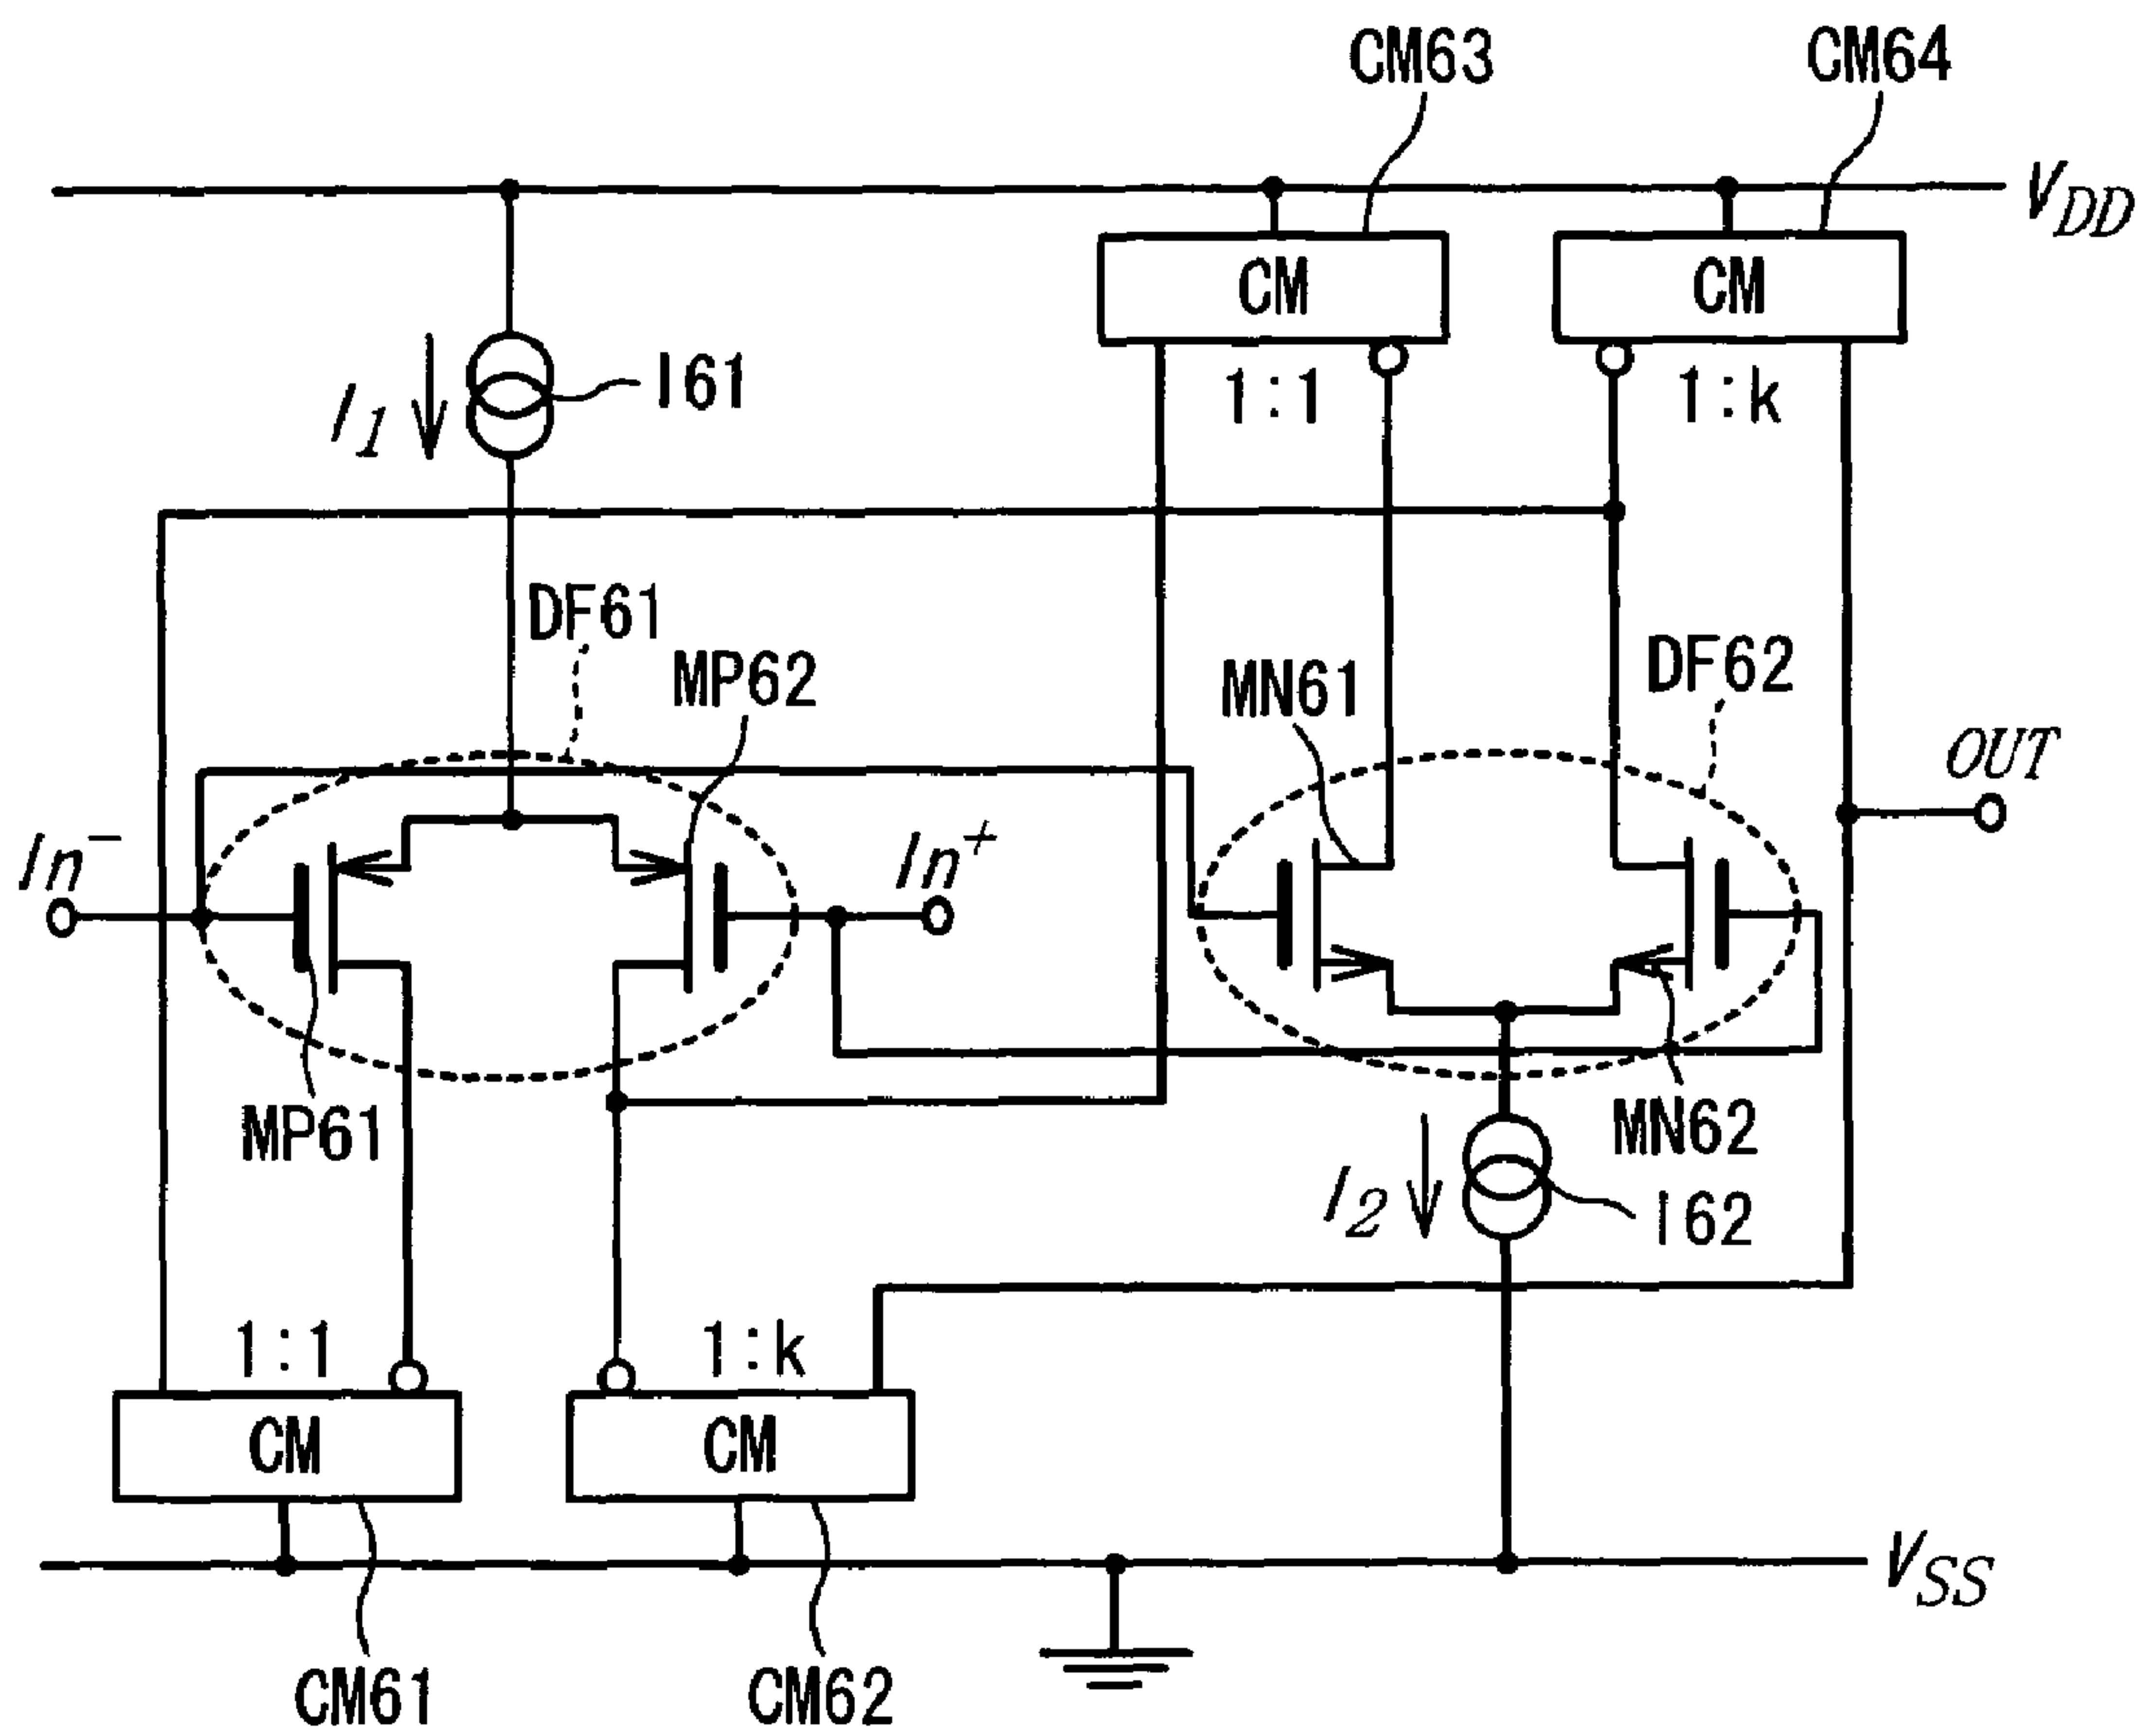 CM63
CM64
VDD
CM
CM
I1
I61
1:1
1:k
DF61
MP62
MN61
DF62
OUT
In-
In+
MP61
MN62
I2
I62
1:1
1:k
CM
CM
VSS
CM61
CM62